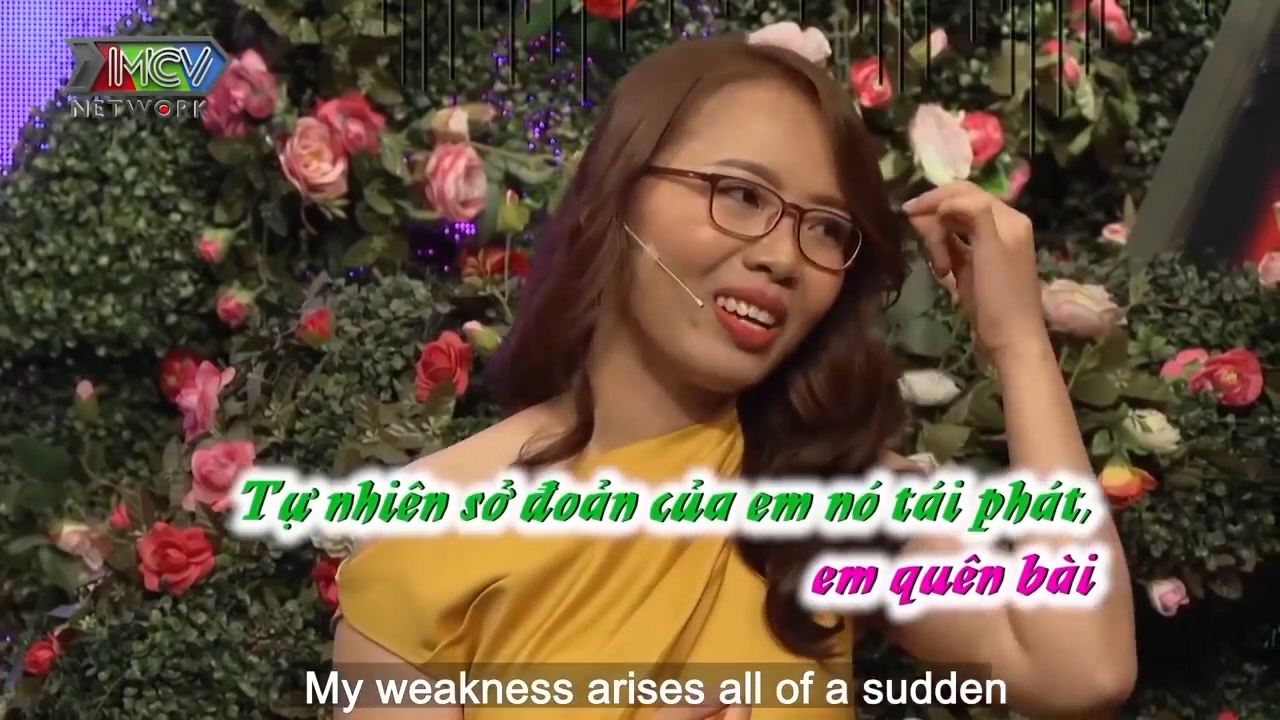 MCV
NETWORK
Tự nhiên sở đoản của em nó tái phát,
em quên bài
My weakness arises all of a sudden